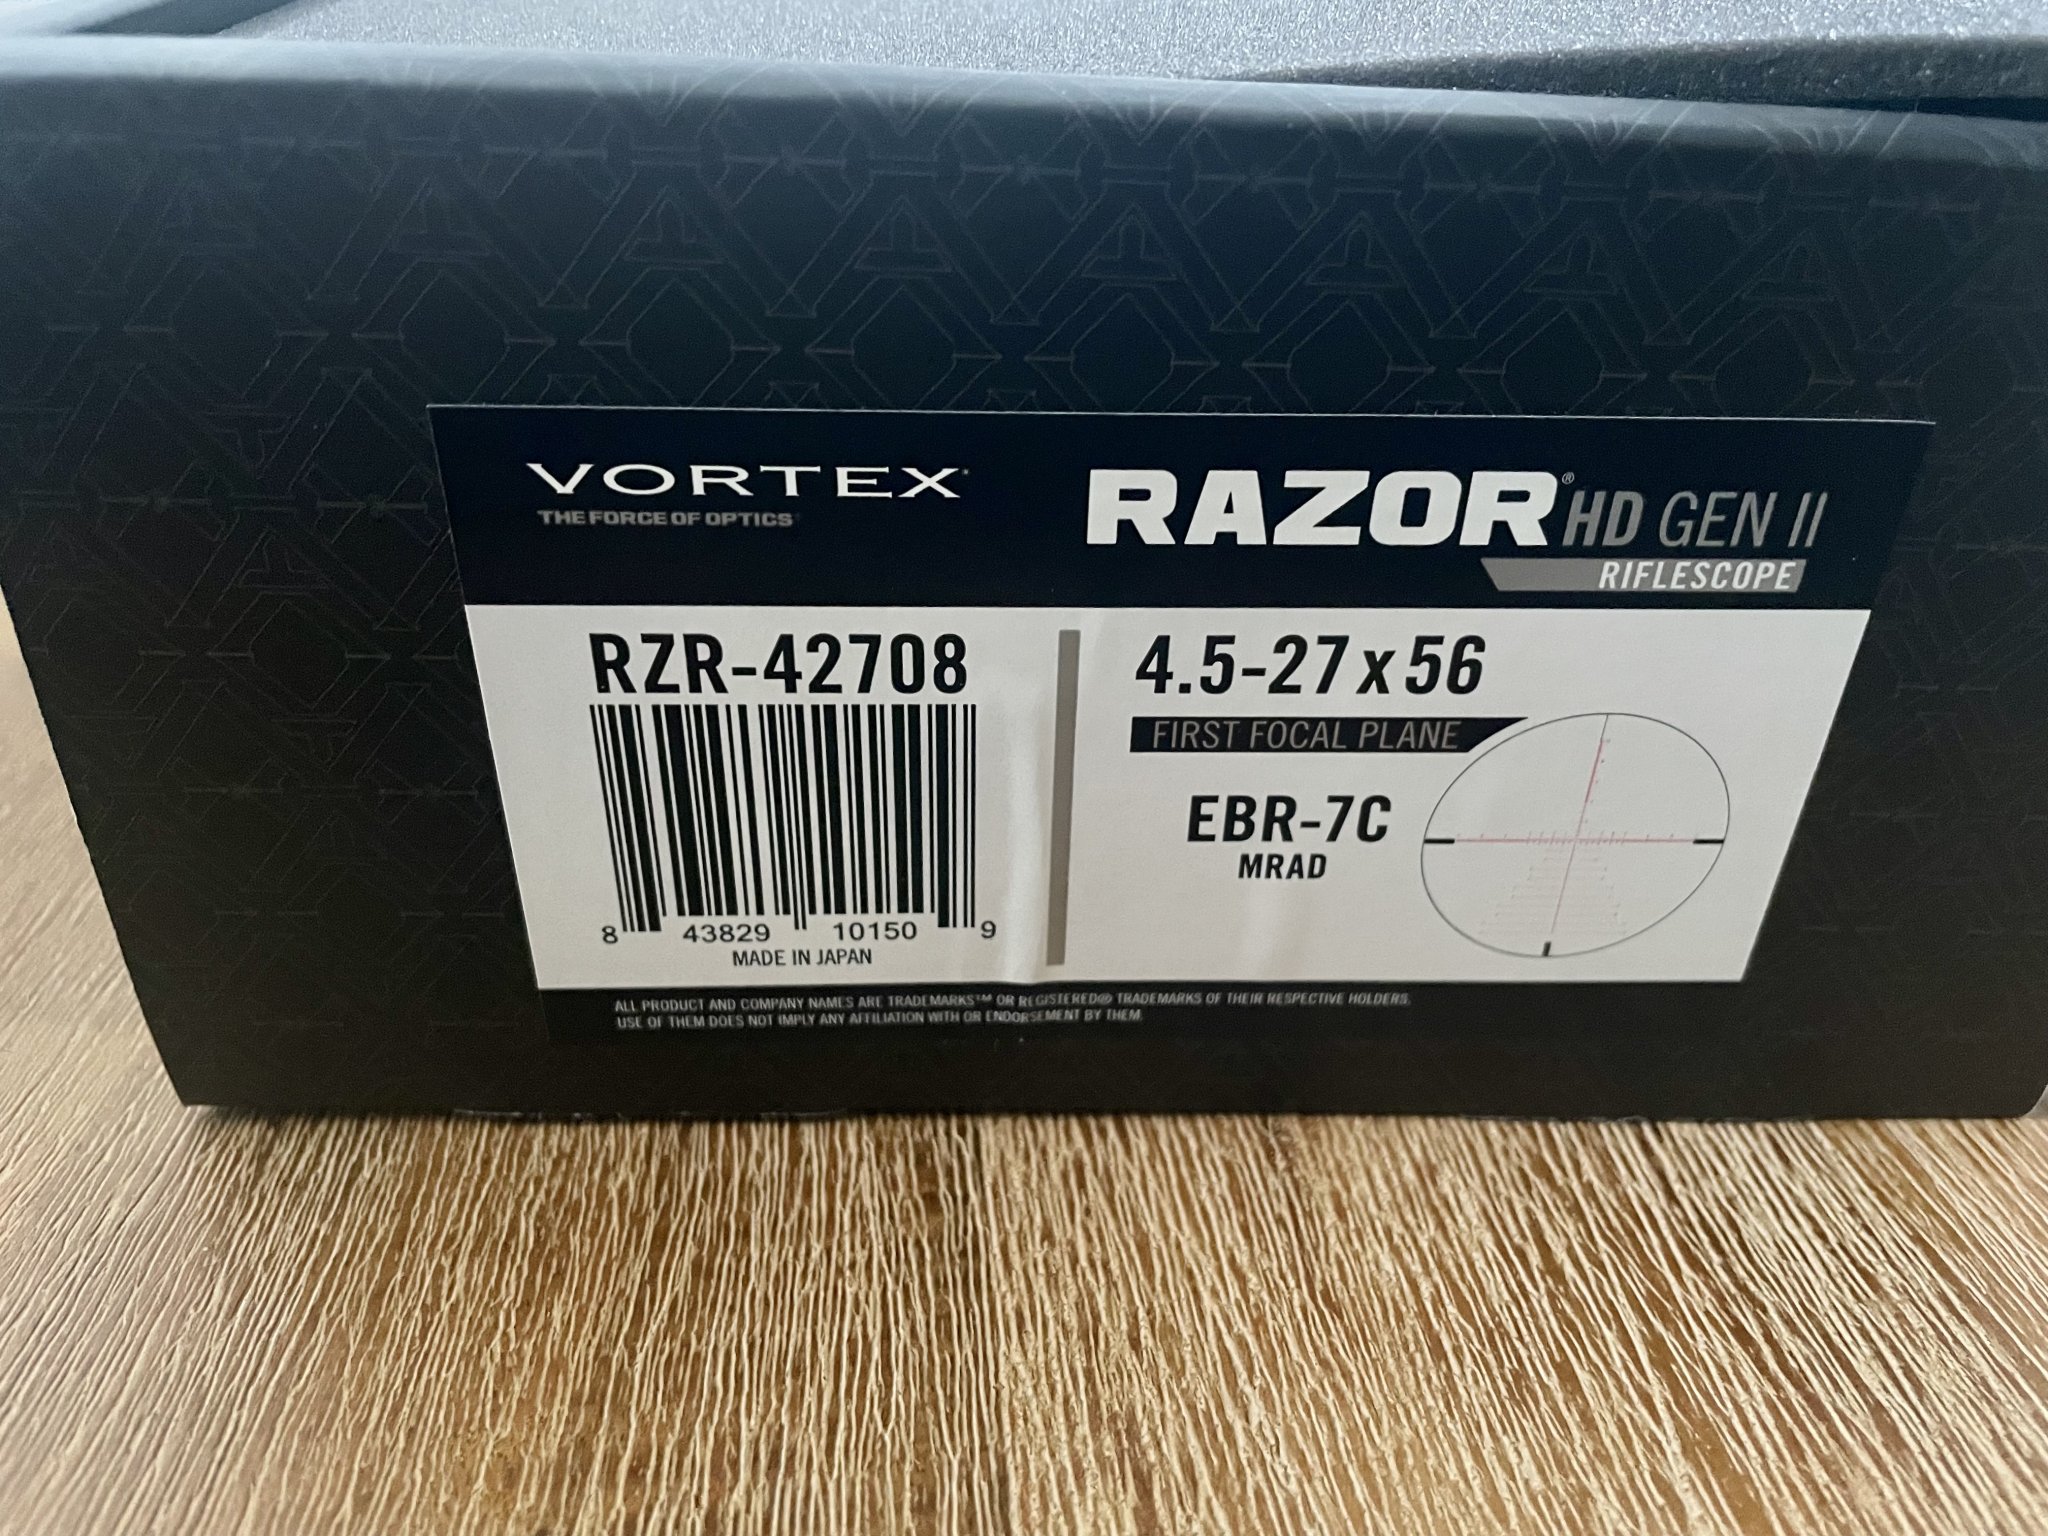 VORTEX
THE FORCE OF OPTICS
RAZOR® HD GEN II
RIFLESCOPE
RZR-42708
8 43829 10150 9
MADE IN JAPAN
4.5-27x56
FIRST FOCAL PLANE
EBR-7C
MRAD
ALL PRODUCT AND COMPANY NAMES ARE TRADEMARKS™ OR REGISTERED® TRADEMARKS OF THEIR RESPECTIVE HOLDERS.
USE OF THEM DOES NOT IMPLY ANY AFFILIATION WITH OR ENDORSEMENT BY THEM.